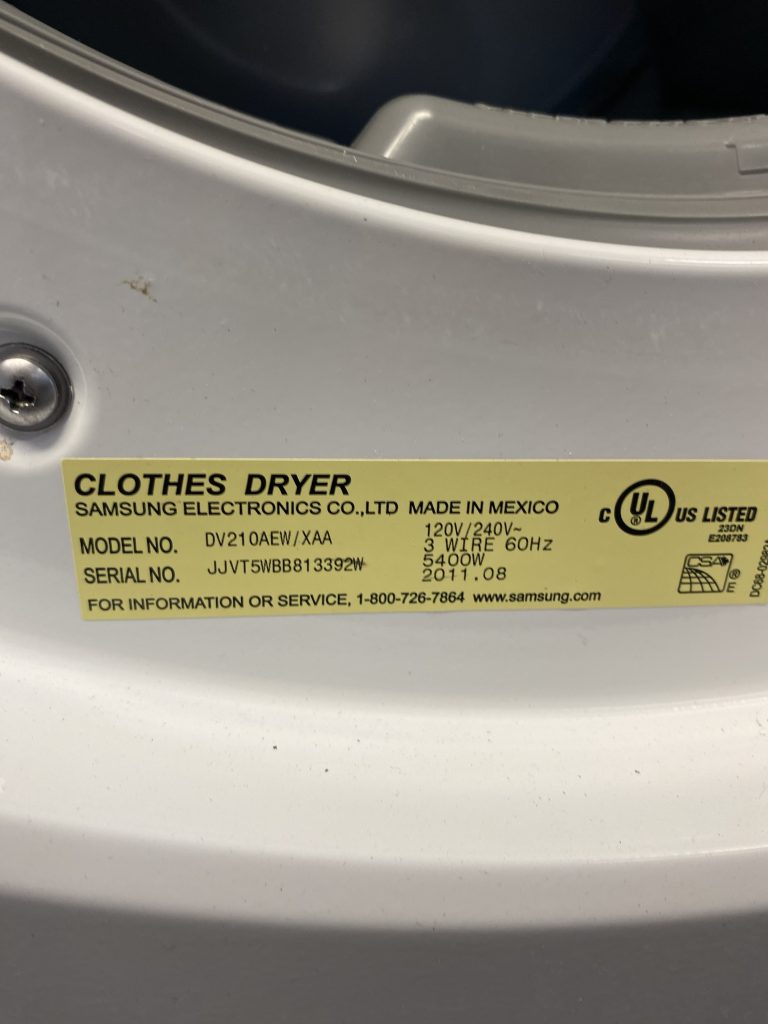 CLOTHES DRYER
SAMSUNG ELECTRONICS CO.,LTD MADE IN MEXICO
MODEL NO. DV210AEW/XAA
SERIAL NO. JJVT5WBB813392W
120V/240V~
3 WIRE 60Hz
5400W
2011.08
FOR INFORMATION OR SERVICE, 1-800-726-7864 www.samsung.com
C UL ® US LISTED
23DN
E208783
CSA ®
E